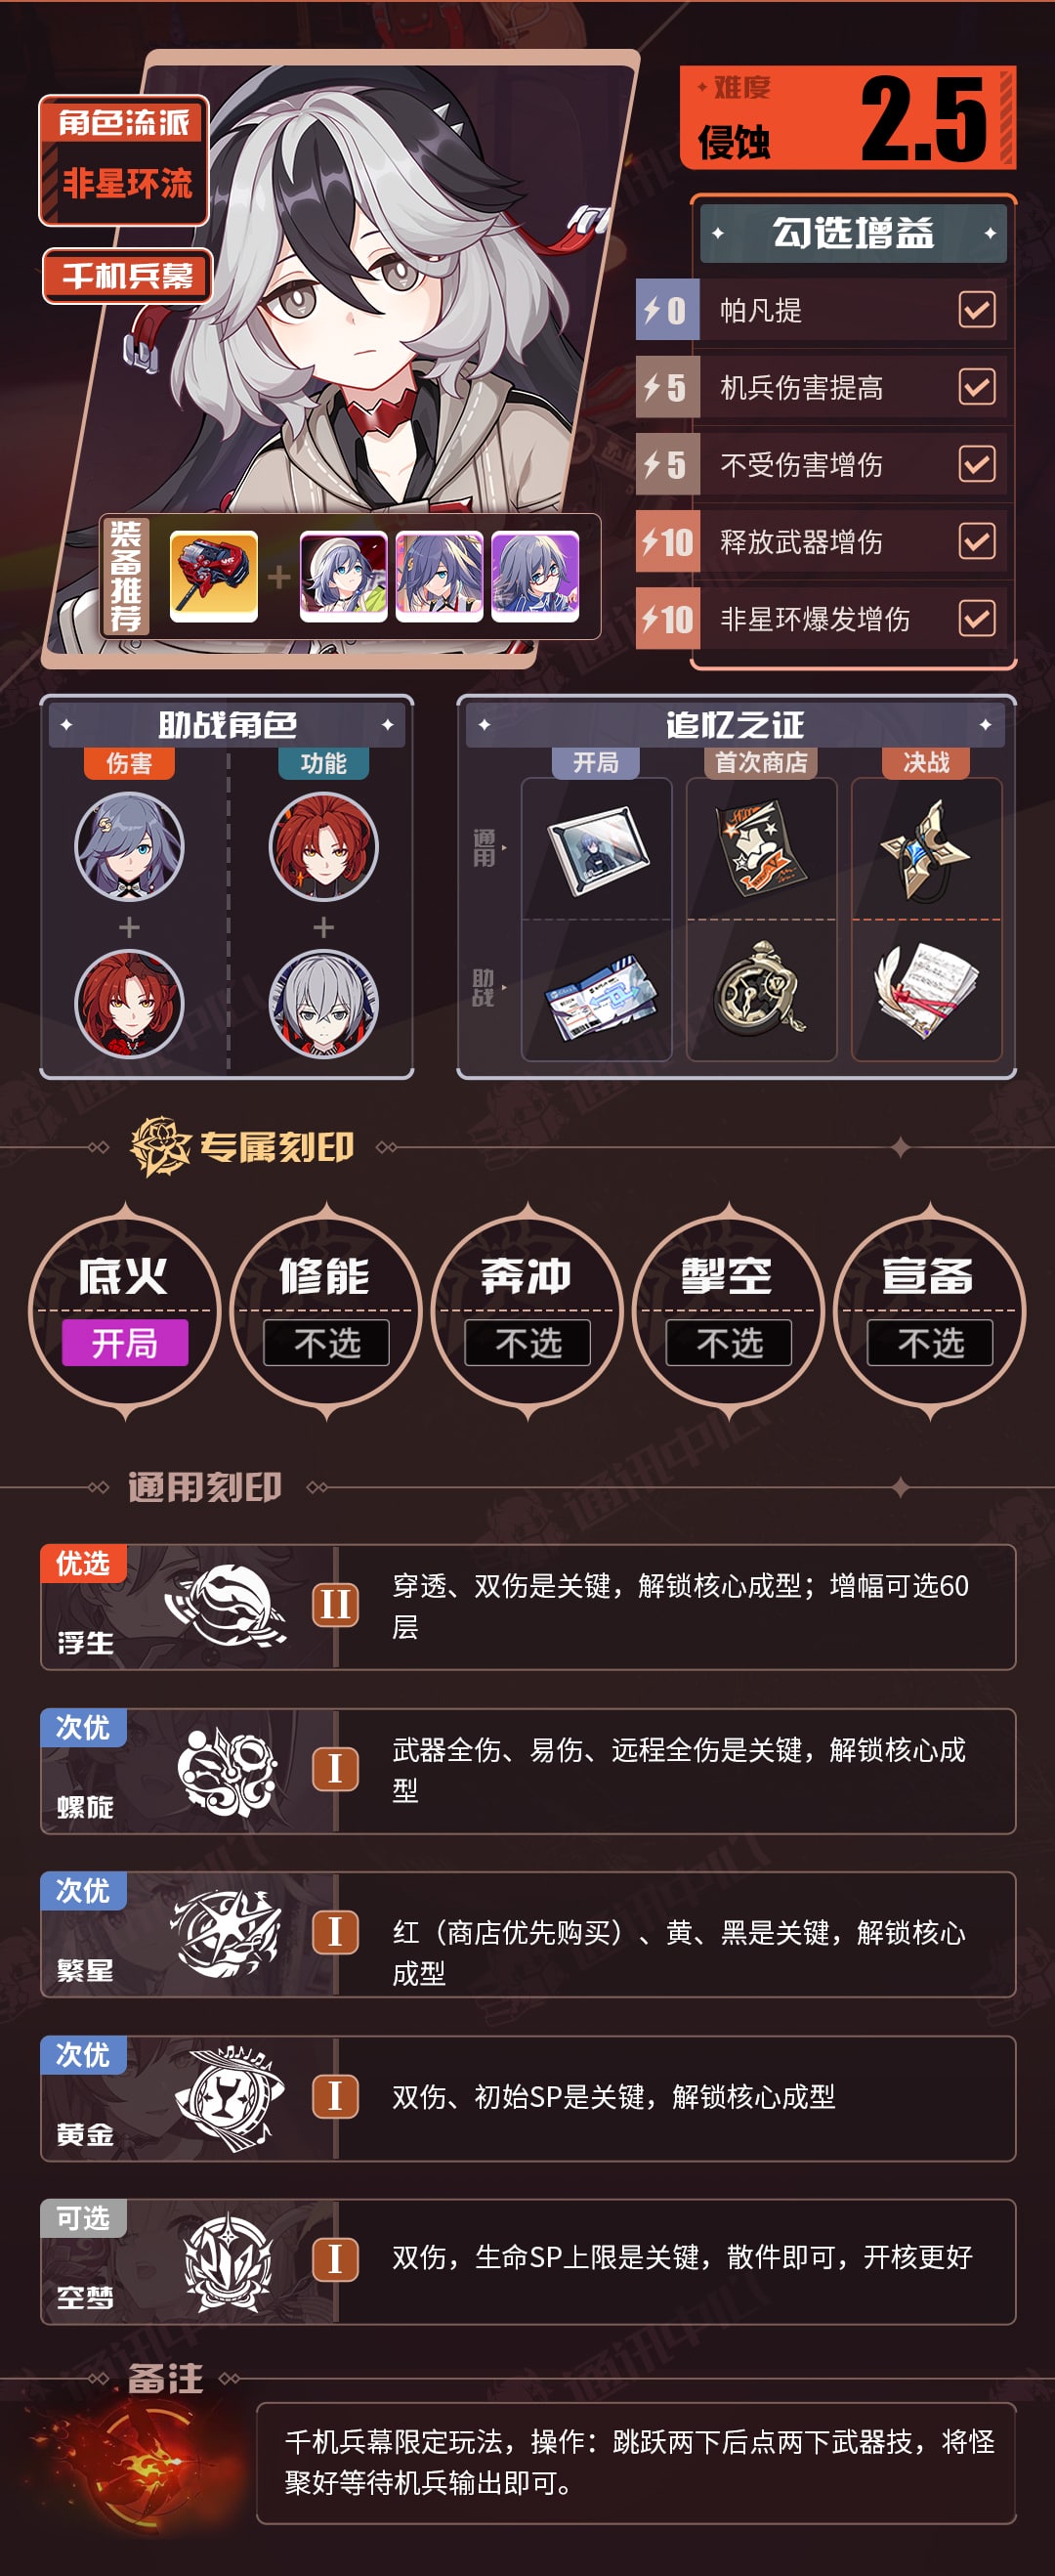 角色流派
非星环流
千机兵幕
难度
侵蚀
2.5
勾选增益
0 帕凡提
5 机兵伤害提高
5 不受伤害增伤
10 释放武器增伤
10 非星环爆发增伤
装备推荐
助战角色
伤害
功能
追忆之证
开局
首次商店
决战
通用
助战
专属刻印
底火
开局
修能
不选
奔冲
不选
掣空
不选
宣备
不选
通用刻印
优选
浮生
II
穿透、双伤是关键，解锁核心成型；增幅可选60
层
次优
螺旋
I
武器全伤、易伤、远程全伤是关键，解锁核心成
型
次优
繁星
I
红（商店优先购买）、黄、黑是关键，解锁核心
成型
次优
黄金
I
双伤、初始SP是关键，解锁核心成型
可选
空梦
I
双伤，生命SP上限是关键，散件即可，开核更好
备注
千机兵幕限定玩法，操作：跳跃两下后点两下武器技，将怪
聚好等待机兵输出即可。